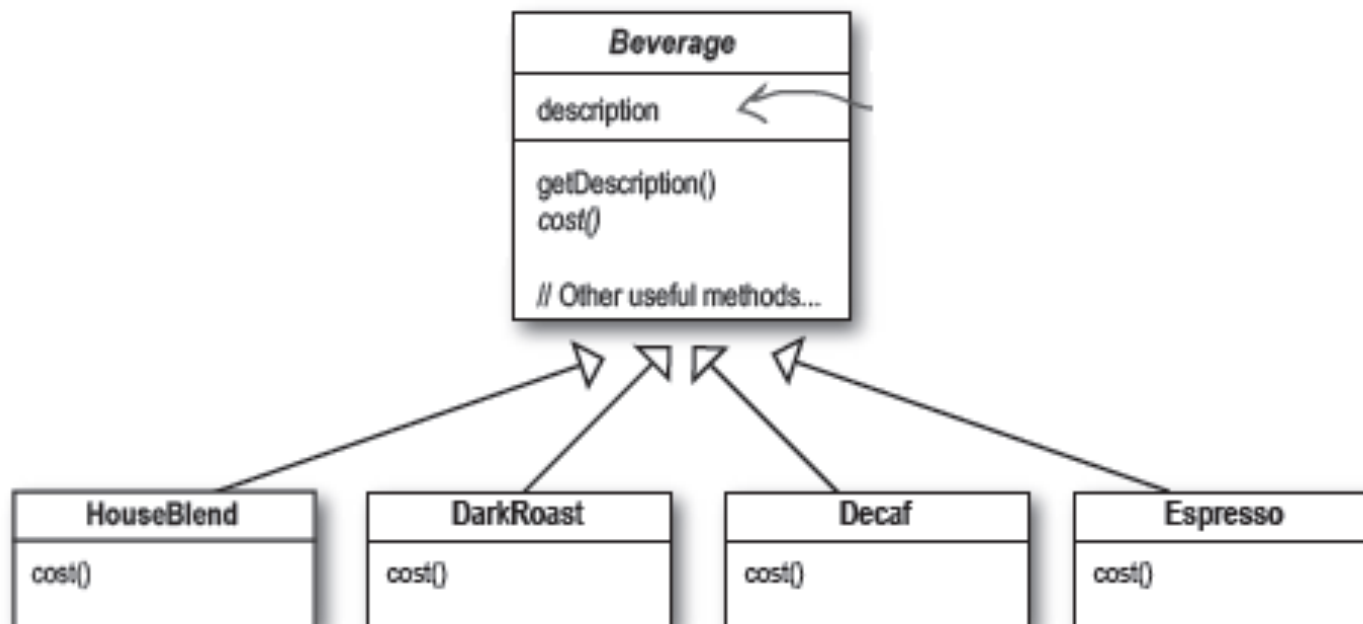 Beverage
description
getDescription()
cost()
// Other useful methods...
HouseBlend
DarkRoast
Decaf
Espresso
cost()
cost()
cost()
cost()